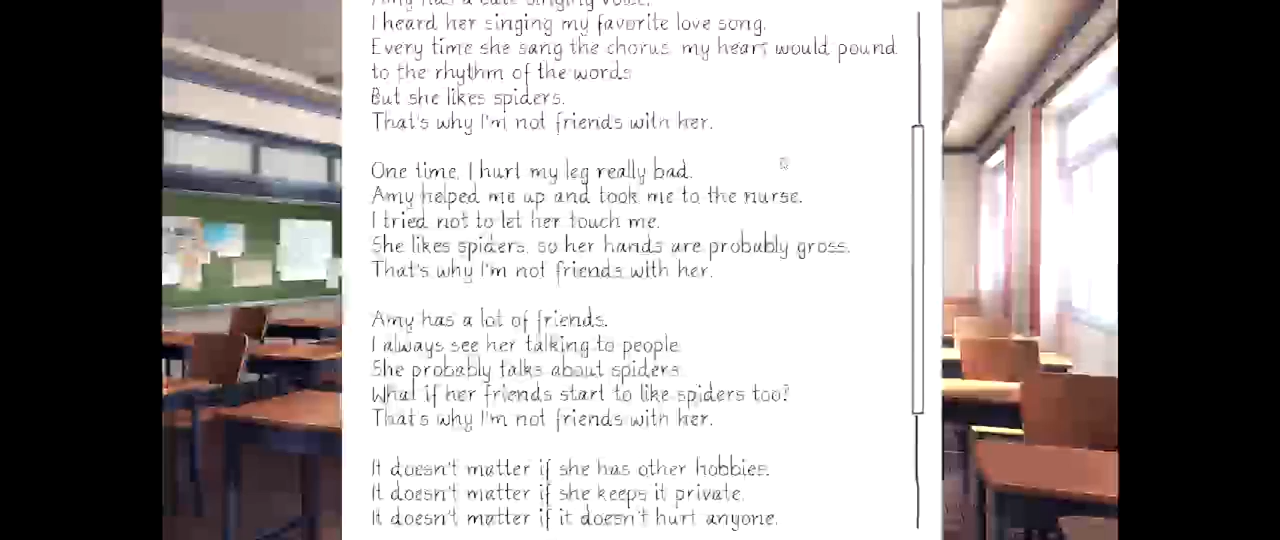 Amy has a cute singing voice.
I heard her singing my favorite love song.
Every time she sang the chorus, my heart would pound
to the rhythm of the words.
But she likes spiders.
That's why I'm not friends with her.

One time, I hurt my leg really bad.
Amy helped me up and took me to the nurse.
I tried not to let her touch me.
She likes spiders, so her hands are probably gross.
That's why I'm not friends with her.

Amy has a lot of friends.
I always see her talking to people.
She probably talks about spiders.
What if her friends start to like spiders too?
That's why I'm not friends with her.

It doesn't matter if she has other hobbies.
It doesn't matter if she keeps it private.
It doesn't matter if it doesn't hurt anyone.